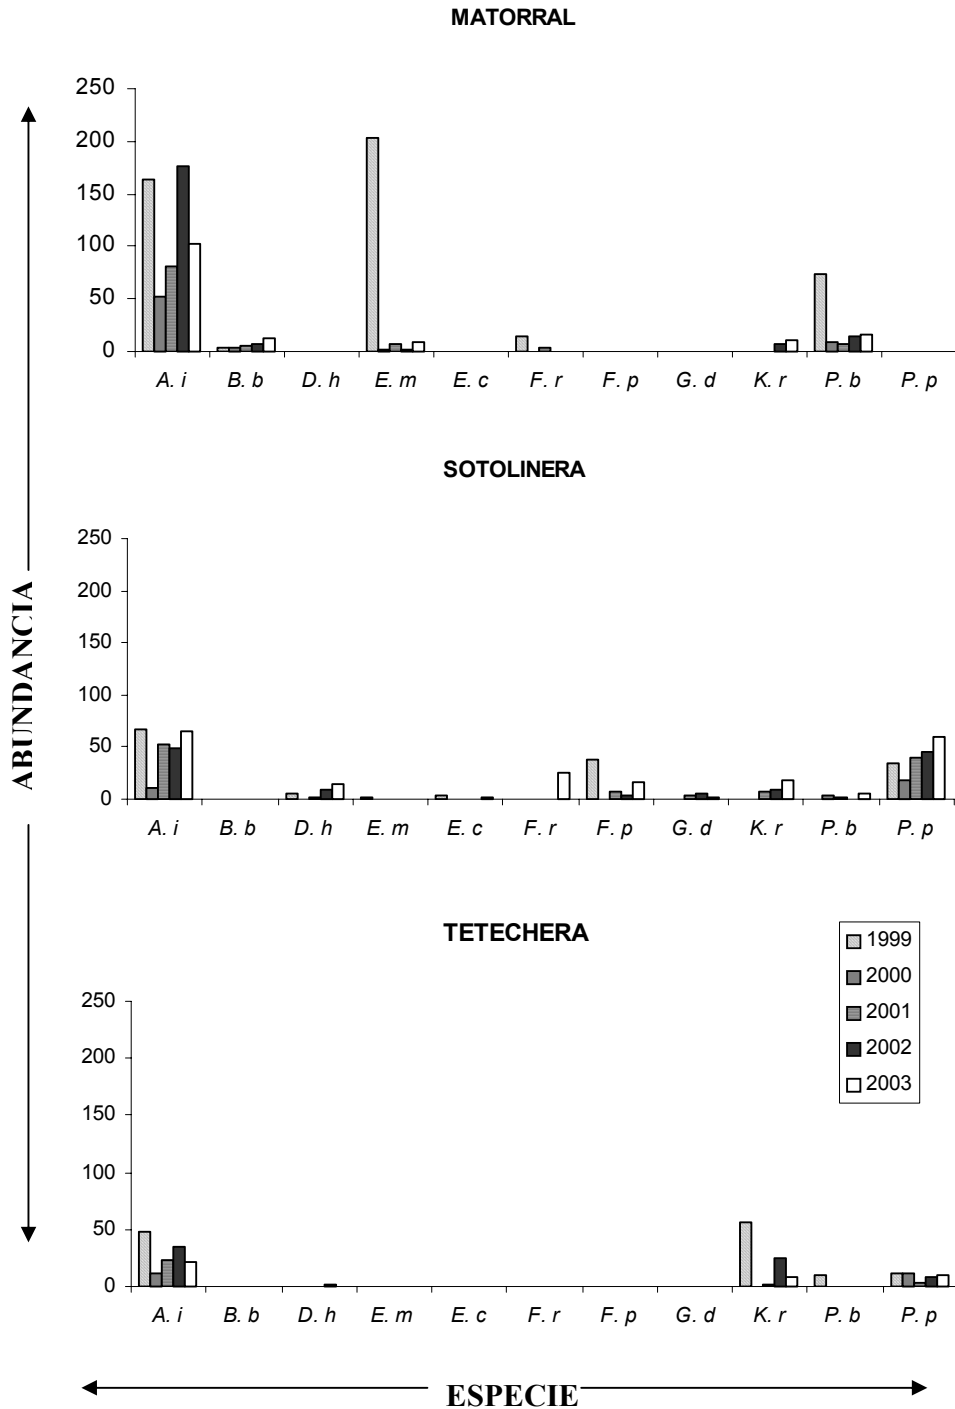 MATORRAL
250
200
150
100
50
0
A. i B. b D. h E. m E. c F. r F. p G. d K. r P. b P. p
SOTOLINERA
250
200
150
100
50
0
A. i B. b D. h E. m E. c F. r F. p G. d K. r P. b P. p
ABUNDANCIA
TETECHERA
1999
2000
2001
2002
2003
250
200
150
100
50
0
A. i B. b D. h E. m E. c F. r F. p G. d K. r P. b P. p
ESPECIE